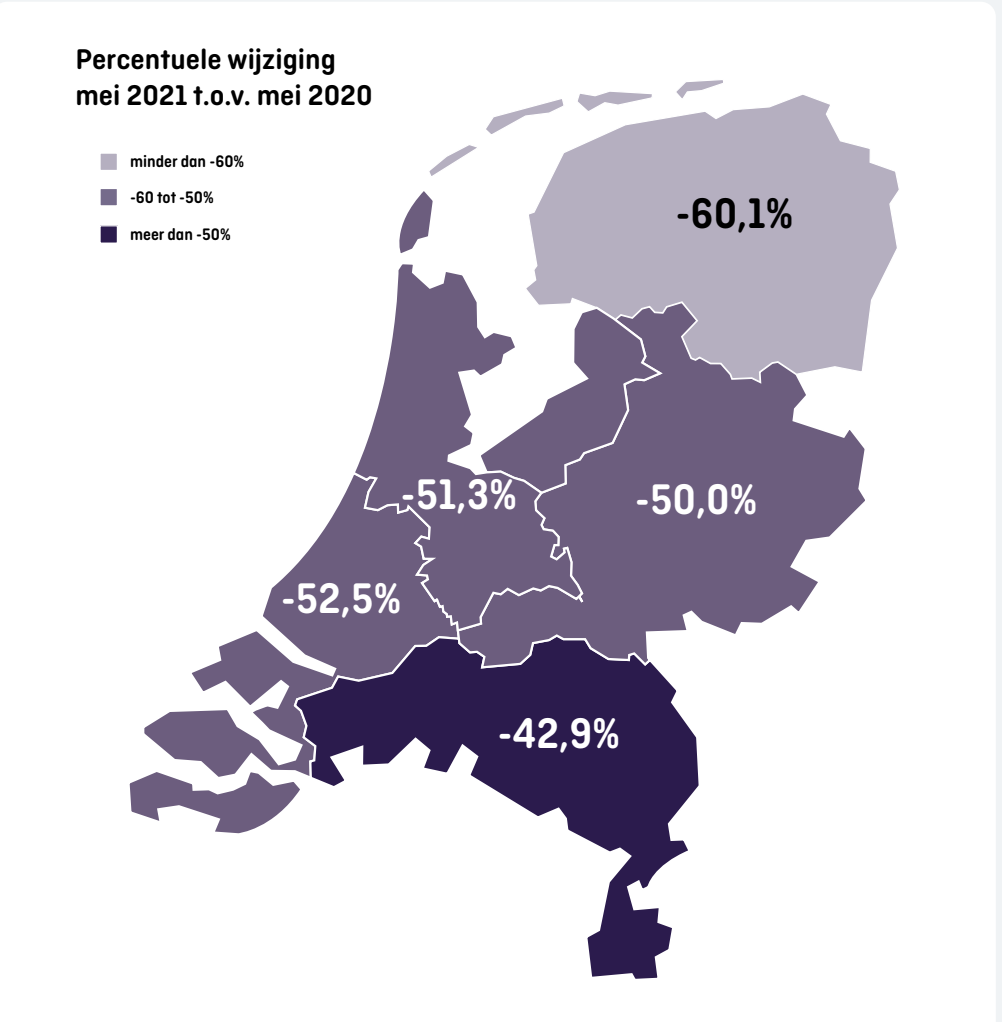 Percentuele wijziging
mei 2021 t.o.v. mei 2020
minder dan -60%
-60 tot -50%
meer dan -50%
-60,1%
-51,3%
-50,0%
-52,5%
-42,9%